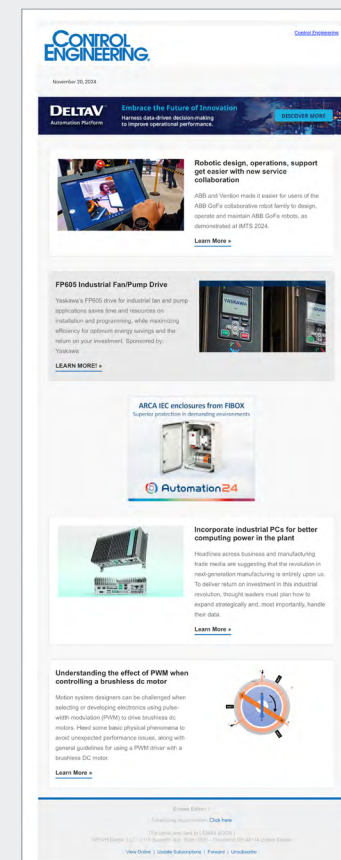 Control Engineering
CONTROL
ENGINEERING.
November 20, 2024
DELTAV
Automation Platform
Embrace the Future of Innovation
Harness data-driven decision-making
to improve operational performance.
DISCOVER MORE
Robotic design, operations, support
get easier with new service
collaboration
ABB and Vention made it easier for users of the
ABB GoFa collaborative robot family to design,
operate and maintain ABB GoFa robots, as
demonstrated at IMTS 2024.
Learn More »
FP605 Industrial Fan/Pump Drive
Yaskawa's FP605 drive for industrial fan and pump
applications saves time and resources on
installation and programming, while maximizing
efficiency for optimum energy savings and the
return on your investment. Sponsored by:
Yaskawa
LEARN MORE! »
YASKAWA
ARCA IEC enclosures from FIBOX
Superior protection in demanding environments
Automation24
Incorporate industrial PCs for better
computing power in the plant
Headlines across business and manufacturing
trade media are suggesting that the revolution in
next-generation manufacturing is entirely upon us.
To deliver return on investment in this industrial
revolution, thought leaders must plan how to
expand strategically and, most importantly, handle
their data.
Learn More »
Understanding the effect of PWM when
controlling a brushless dc motor
Motion system designers can be challenged when
selecting or developing electronics using pulse-
width modulation (PWM) to drive brushless dc
motors. Heed some basic physical phenomena to
avoid unexpected performance issues, along with
general guidelines for using a PWM driver with a
brushless DC motor.
Learn More »
Click here
View Online | Update Subscriptions | Forward | Unsubscribe